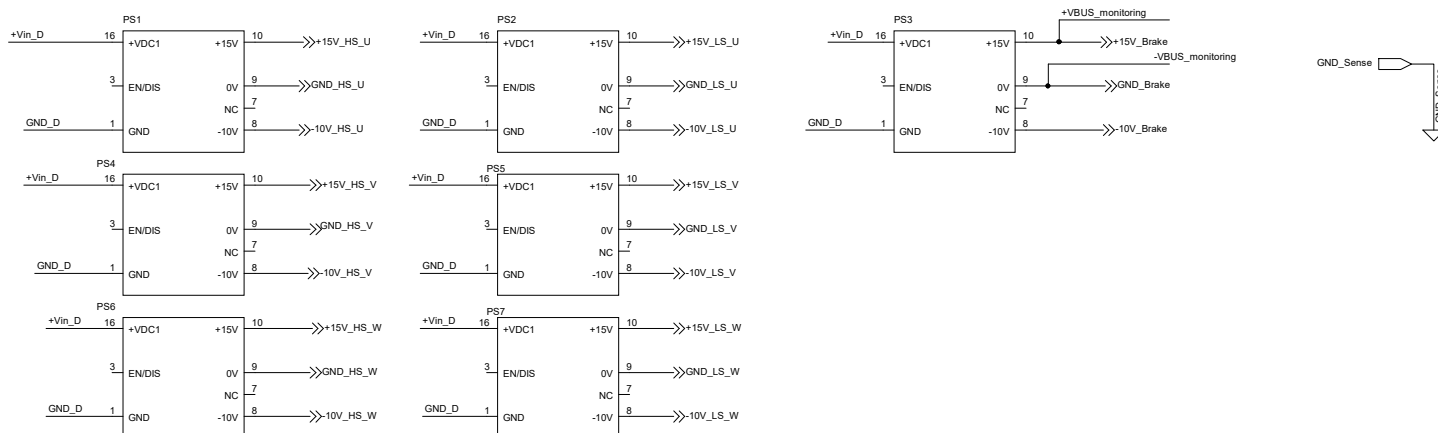 PS1
+Vin_D 16 +VDC1 +15V 10 +15V_HS_U
3 EN/DIS 0V 9 GND_HS_U
NC 7
GND_D 1 GND -10V 8 -10V_HS_U
PS2
+Vin_D 16 +VDC1 +15V 10 +15V_LS_U
3 EN/DIS 0V 9 GND_LS_U
NC 7
GND_D 1 GND -10V 8 -10V_LS_U
PS3
+VBUS_monitoring
+Vin_D 16 +VDC1 +15V 10 +15V_Brake
-VBUS_monitoring
3 EN/DIS 0V 9 GND_Brake
NC 7
GND_D 1 GND -10V 8 -10V_Brake
GND_Sense
PS4
+Vin_D 16 +VDC1 +15V 10 +15V_HS_V
3 EN/DIS 0V 9 GND_HS_V
NC 7
GND_D 1 GND -10V 8 -10V_HS_V
PS5
+Vin_D 16 +VDC1 +15V 10 +15V_LS_V
3 EN/DIS 0V 9 GND_LS_V
NC 7
GND_D 1 GND -10V 8 -10V_LS_V
PS6
+Vin_D 16 +VDC1 +15V 10 +15V_HS_W
3 EN/DIS 0V 9 GND_HS_W
NC 7
GND_D 1 GND -10V 8 -10V_HS_W
PS7
+Vin_D 16 +VDC1 +15V 10 +15V_LS_W
3 EN/DIS 0V 9 GND_LS_W
NC 7
GND_D 1 GND -10V 8 -10V_LS_W